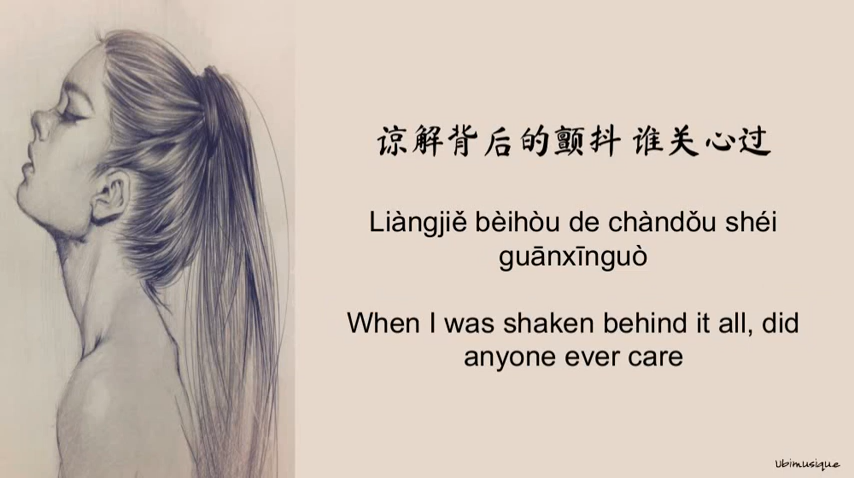 谅解背后的颤抖 谁关心过
Liàngjiě bèihòu de chàndǒu shéi
guānxīnguò
When I was shaken behind it all, did
anyone ever care
Ubimusique